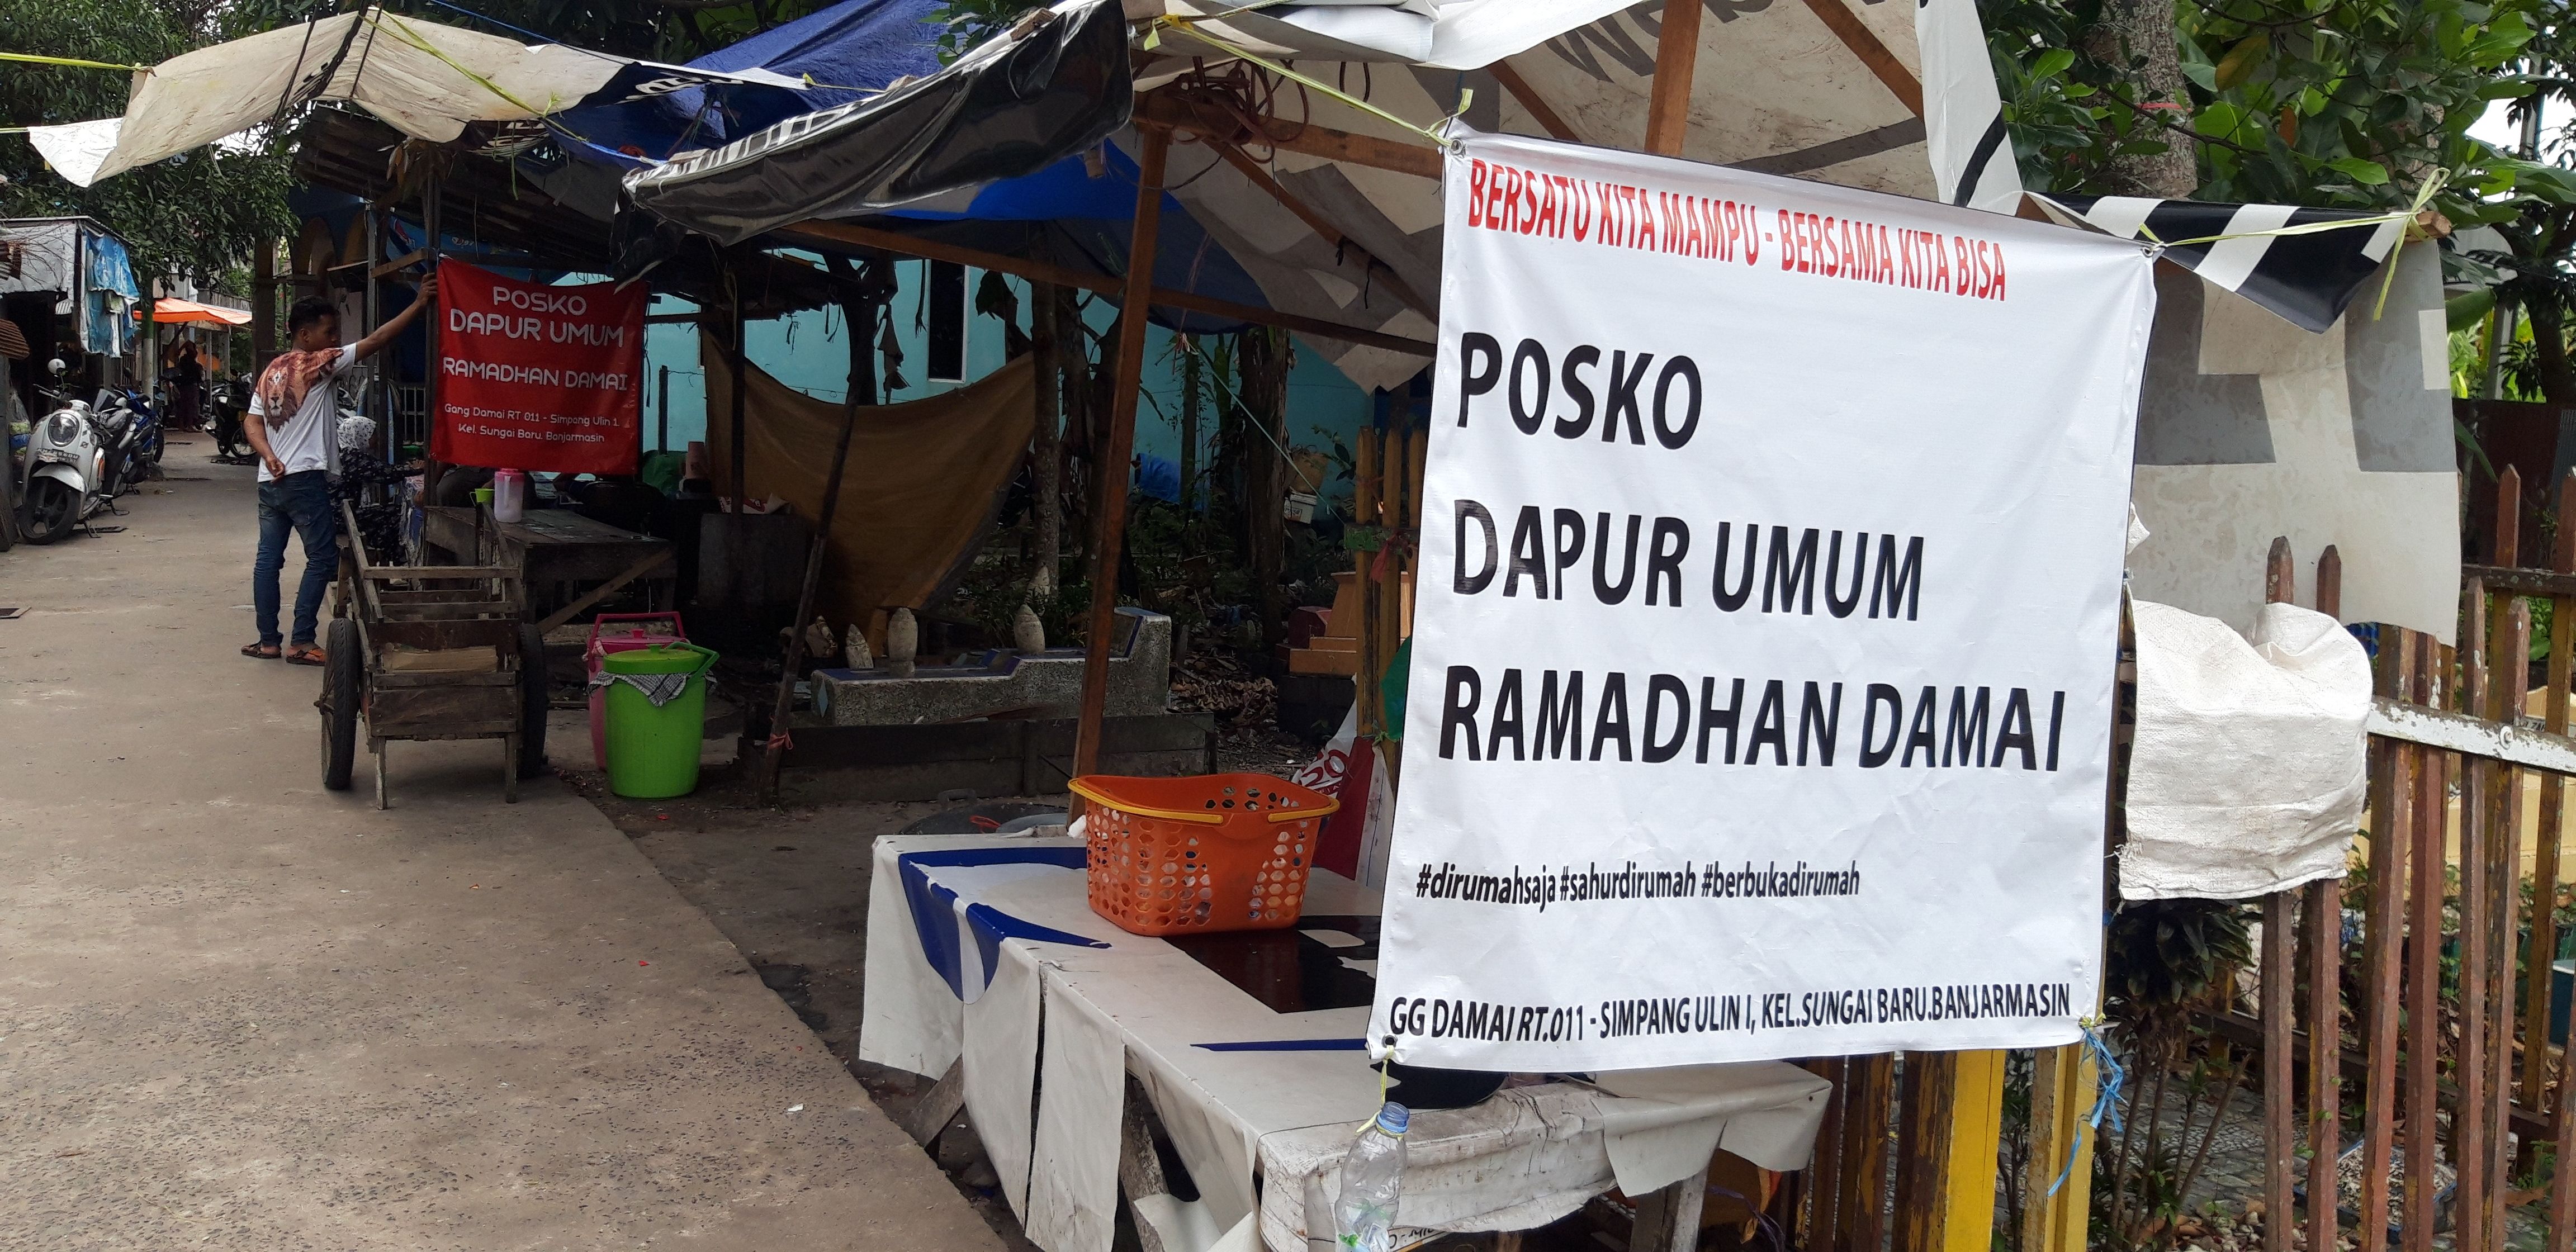 POSKO
DAPUR UMUM
RAMADHAN DAMAI
Gang Damai RT 011 - Simpang Ulin 1.
Kel. Sungai Baru. Banjarmasin
BERSATU KITA MAMPU - BERSAMA KITA BISA
POSKO
DAPUR UMUM
RAMADHAN DAMAI
#dirumahsaja #sahurdirumah #berbukadirumah
GG DAMAI RT.011 - SIMPANG ULIN I, KEL.SUNGAI BARU.BANJARMASIN